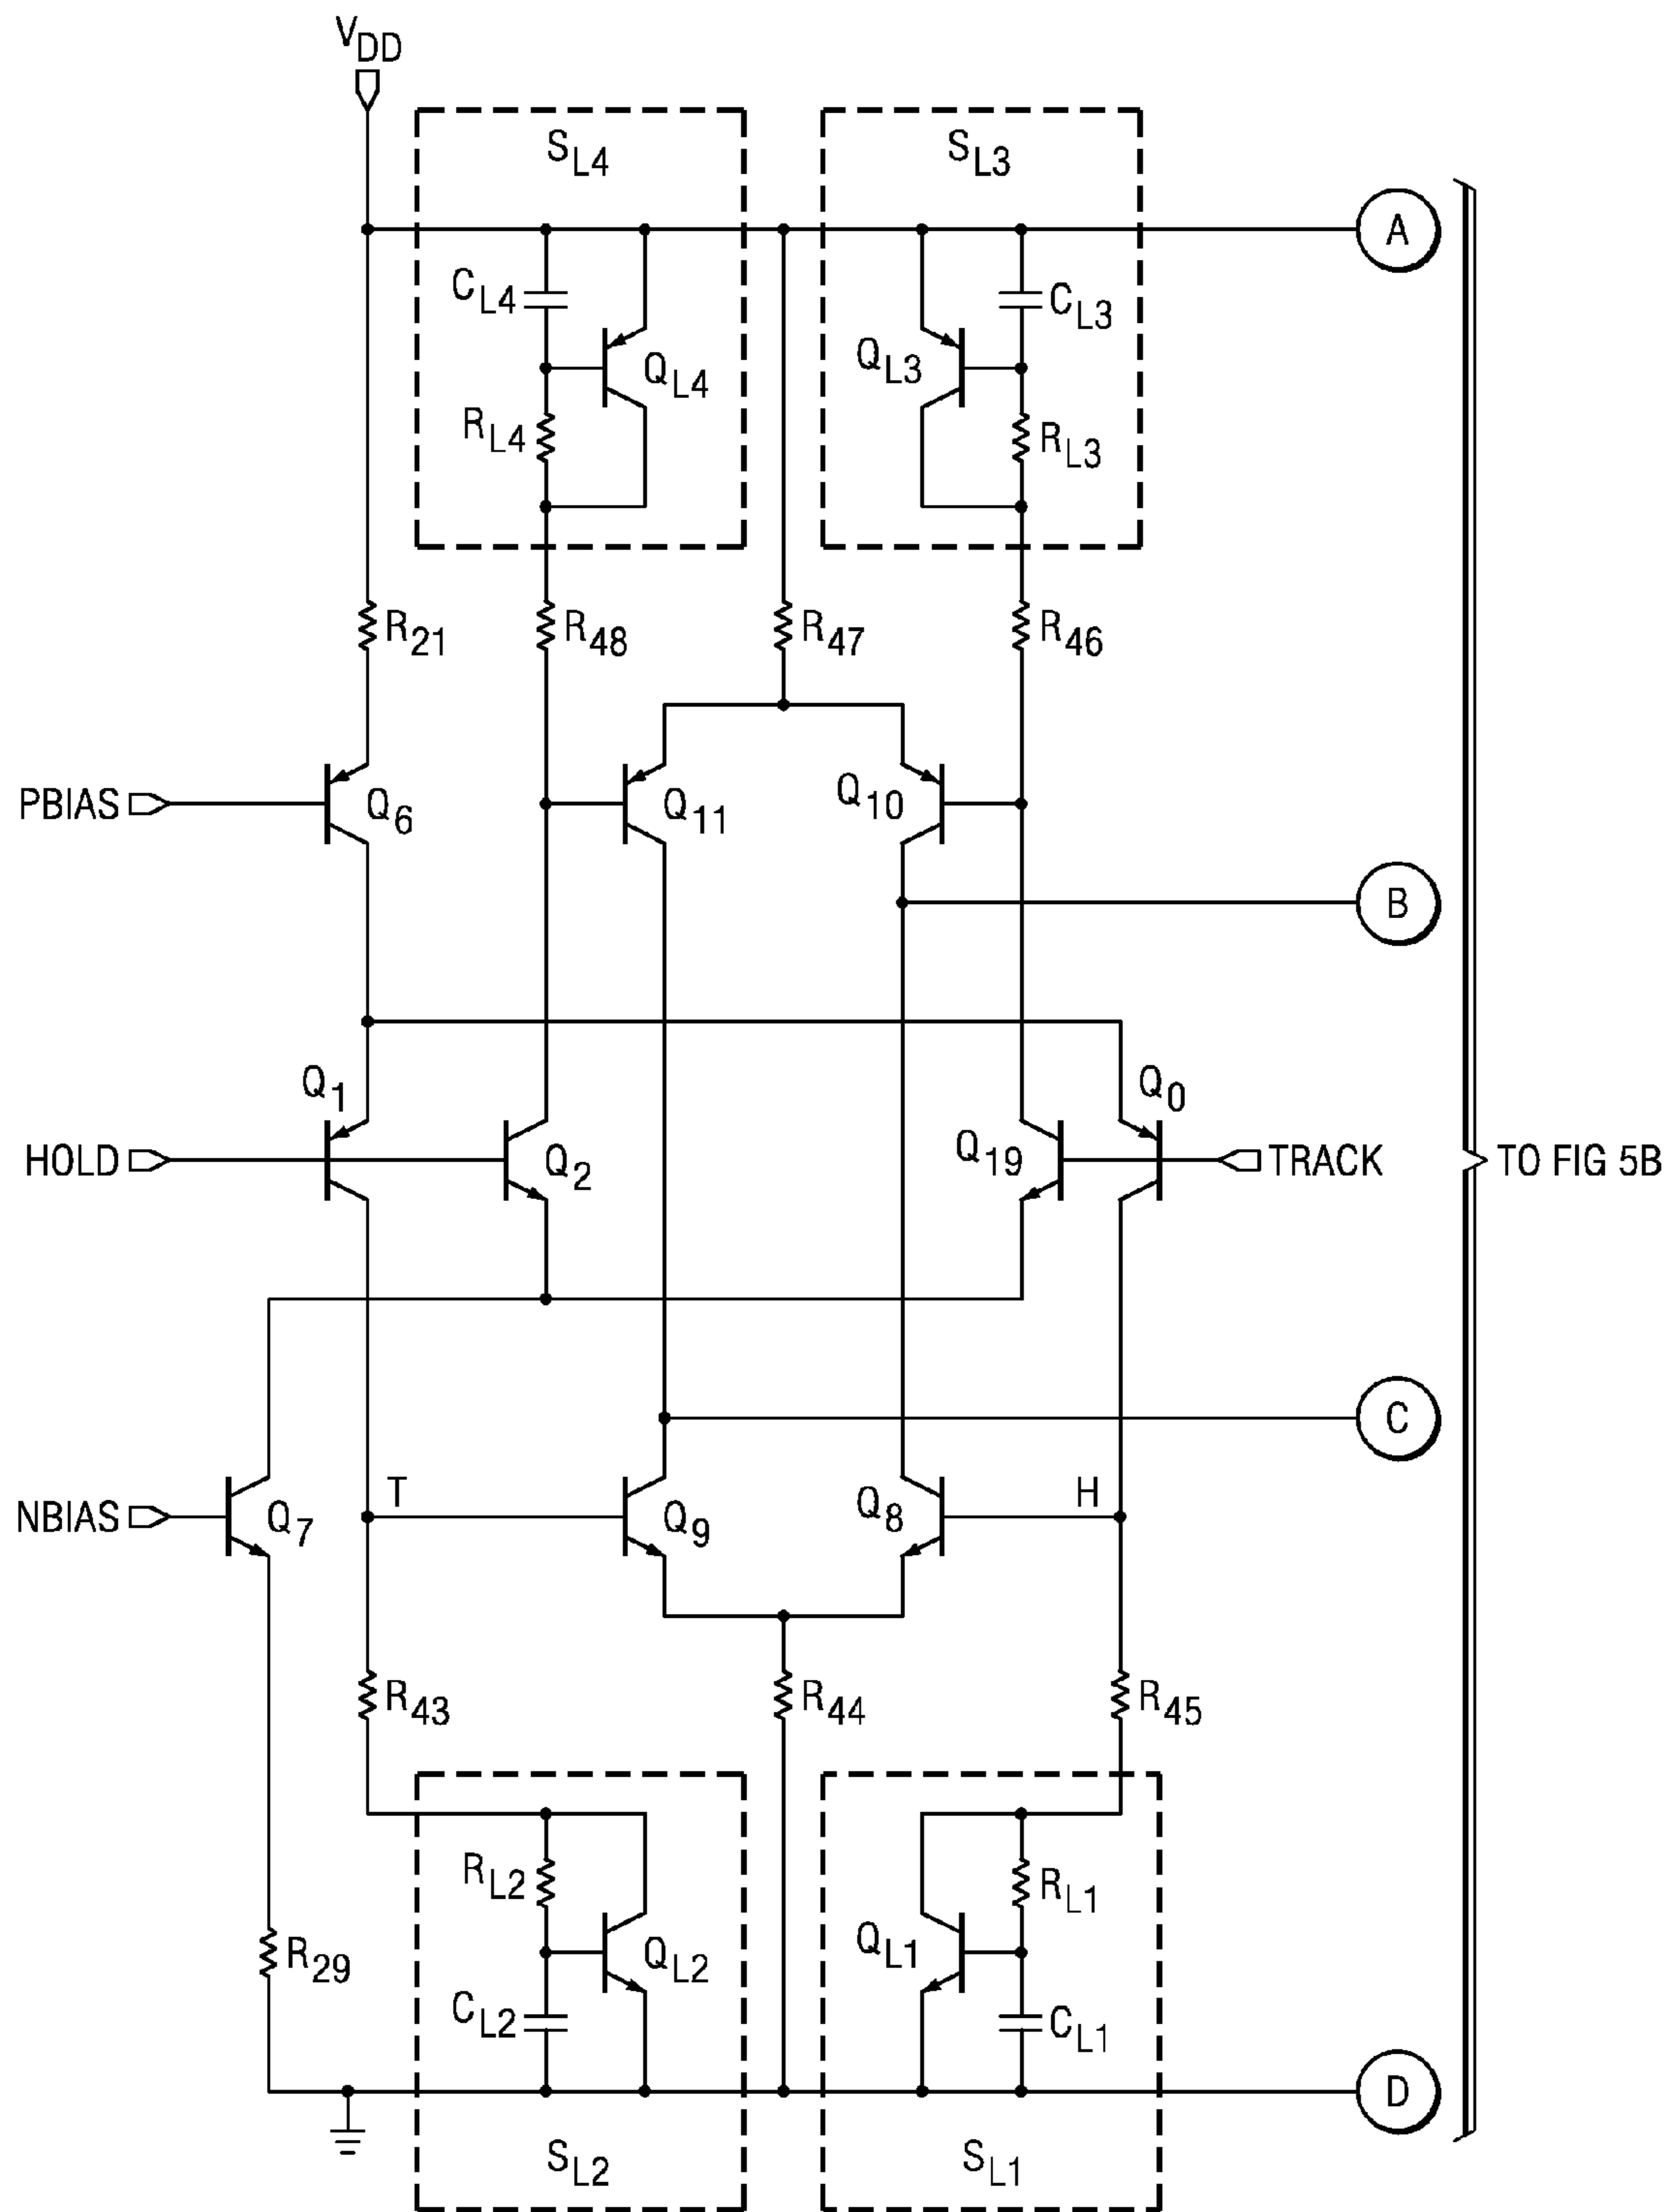 VDD
SL4
SL3
A
CL4
CL3
QL4
QL3
RL4
RL3
R21
R48
R47
R46
PBIAS
Q6
Q11
Q10
B
Q1
Q0
HOLD
Q2
Q19
TRACK
TO FIG 5B
C
NBIAS
Q7
T
Q9
Q8
H
R43
R44
R45
RL2
RL1
R29
QL2
QL1
CL2
CL1
D
SL2
SL1